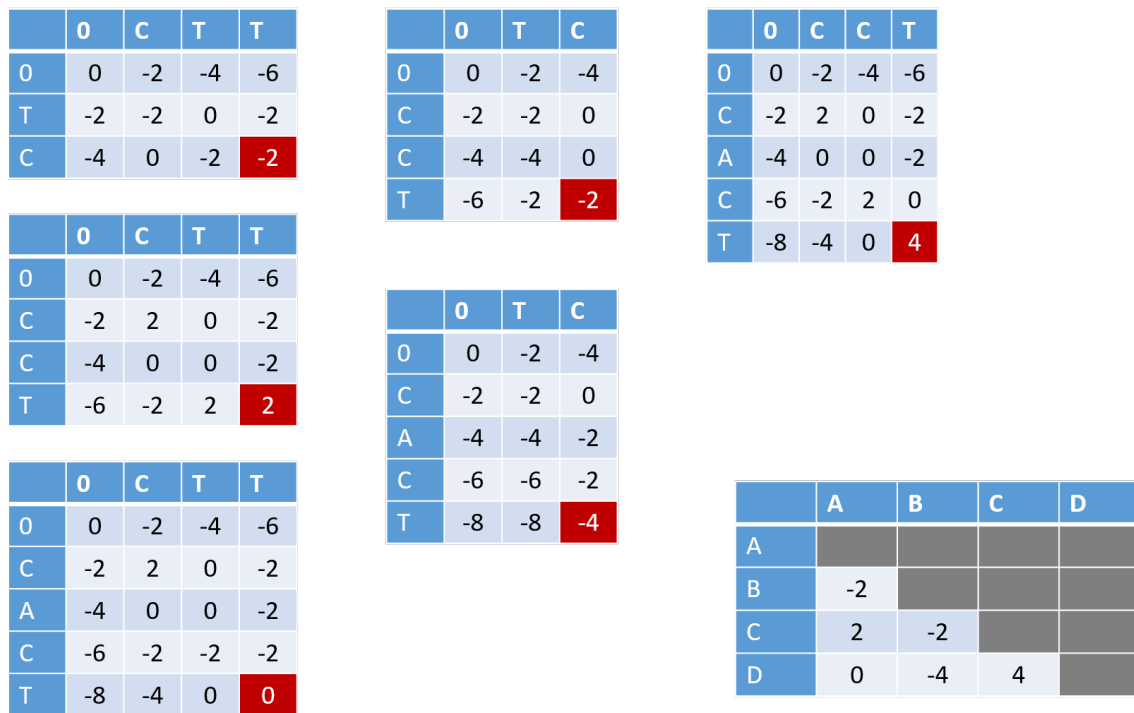 0 C T T
0 0 -2 -4 -6
T -2 -2 0 -2
C -4 0 -2 -2
0 C T T
0 0 -2 -4 -6
C -2 2 0 -2
C -4 0 0 -2
T -6 -2 2 2
0 C T T
0 0 -2 -4 -6
C -2 2 0 -2
A -4 0 0 -2
C -6 -2 -2 -2
T -8 -4 0 0
0 T C
0 0 -2 -4
C -2 -2 0
C -4 -4 0
T -6 -2 -2
0 T C
0 0 -2 -4
C -2 -2 0
A -4 -4 -2
C -6 -6 -2
T -8 -8 -4
0 C C T
0 0 -2 -4 -6
C -2 2 0 -2
A -4 0 0 -2
C -6 -2 2 0
T -8 -4 0 4
A B C D
A
B -2
C 2 -2
D 0 -4 4